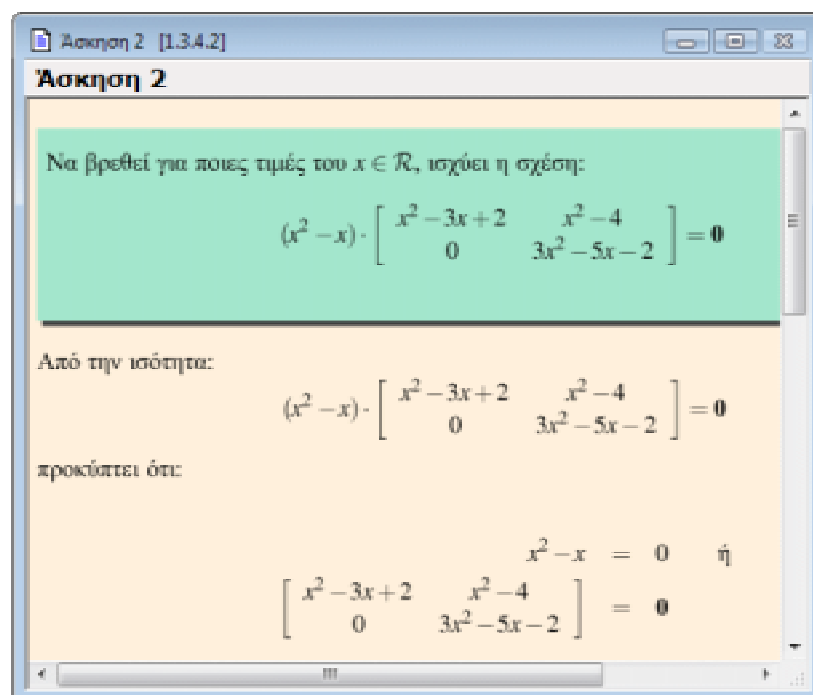 Άσκηση 2 [1.3.4.2]
Άσκηση 2
Να βρεθεί για ποιες τιμές του x ∈ ℛ, ισχύει η σχέση:
(x² − x) · [ x² − 3x + 2   x² − 4 ; 0   3x² − 5x − 2 ] = 0
Από την ισότητα:
(x² − x) · [ x² − 3x + 2   x² − 4 ; 0   3x² − 5x − 2 ] = 0
προκύπτει ότι:
x² − x = 0 ή
[ x² − 3x + 2   x² − 4 ; 0   3x² − 5x − 2 ] = 0